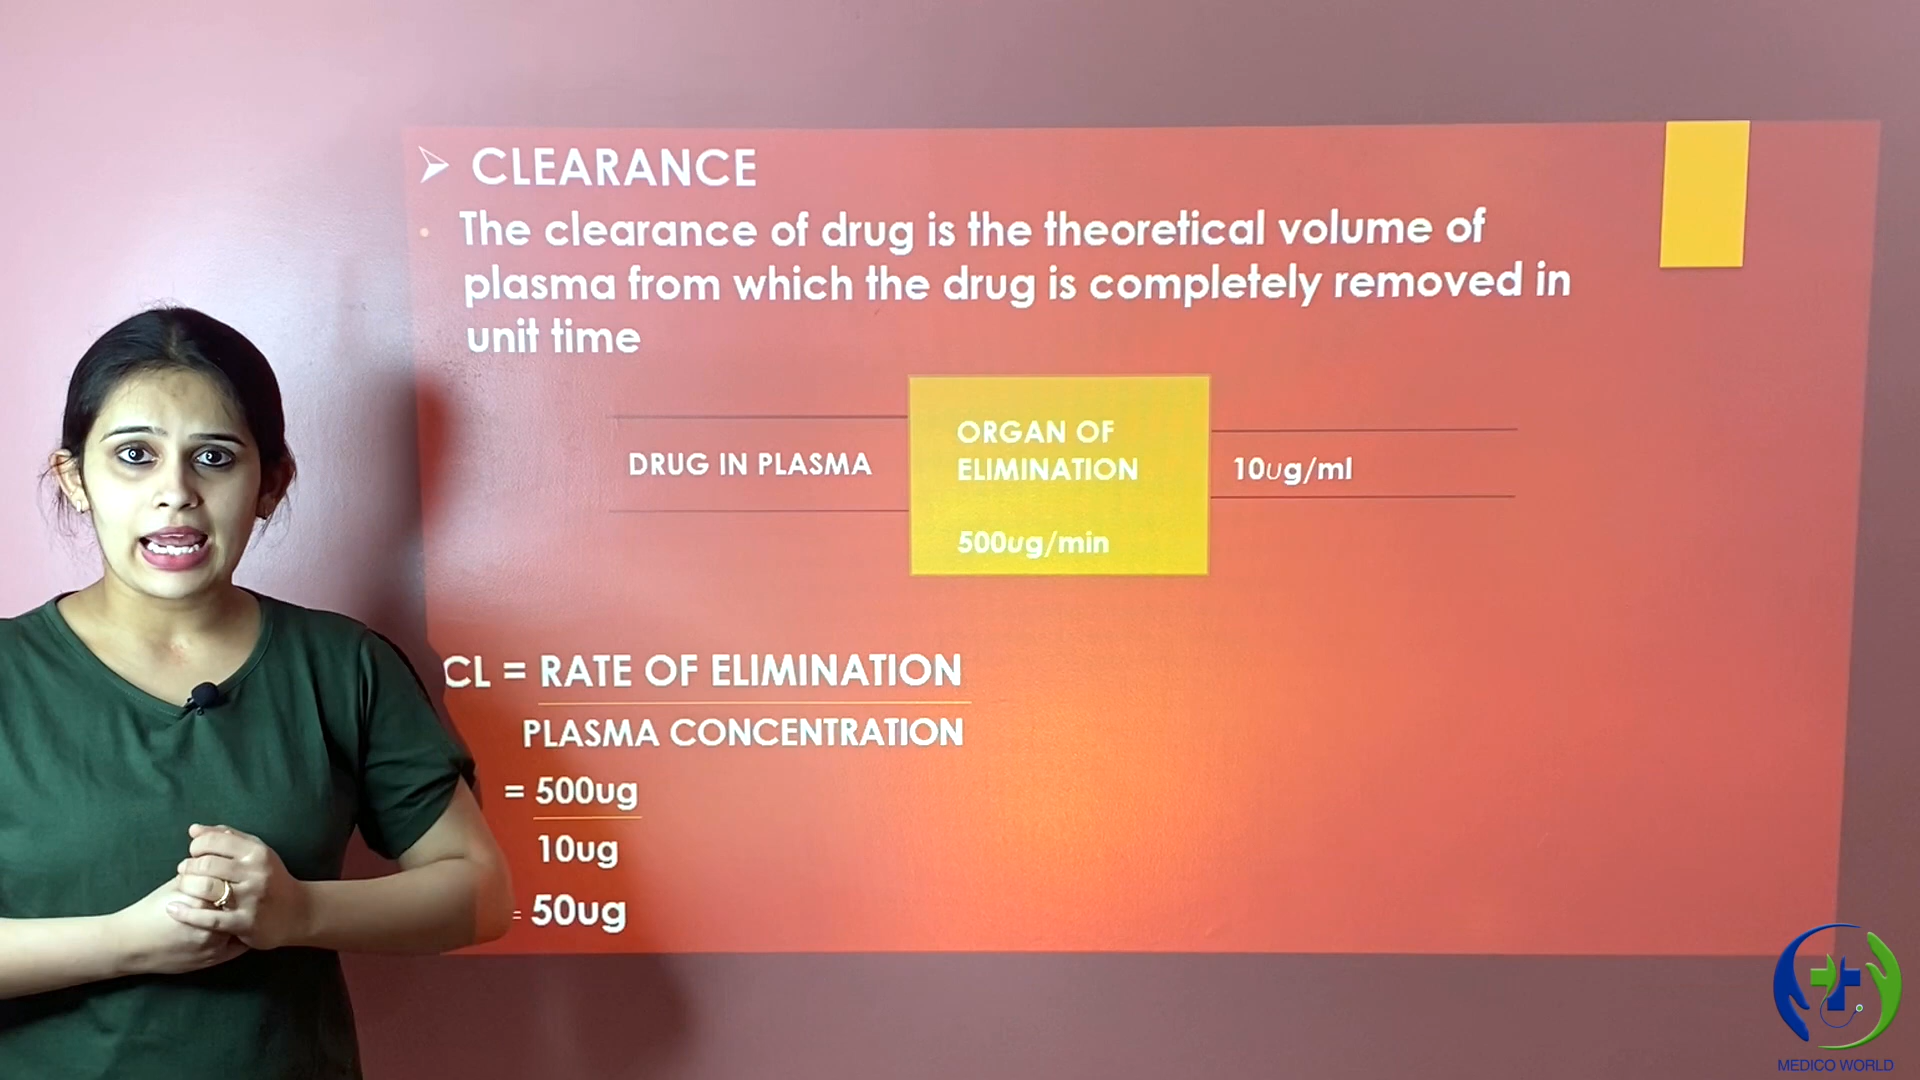 CLEARANCE
The clearance of drug is the theoretical volume of
plasma from which the drug is completely removed in
unit time
DRUG IN PLASMA
ORGAN OF
ELIMINATION
500ug/min
10ug/ml
CL = RATE OF ELIMINATION
PLASMA CONCENTRATION
= 500ug
10ug
= 50ug
MEDICO WORLD